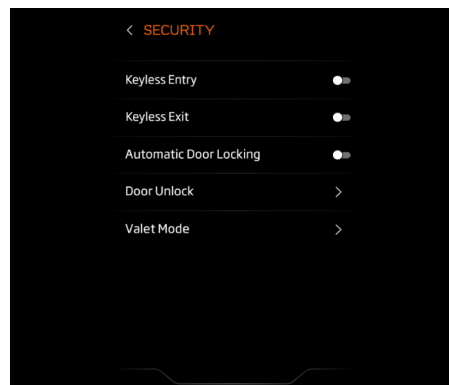 SECURITY
Keyless Entry
Keyless Exit
Automatic Door Locking
Door Unlock
Valet Mode